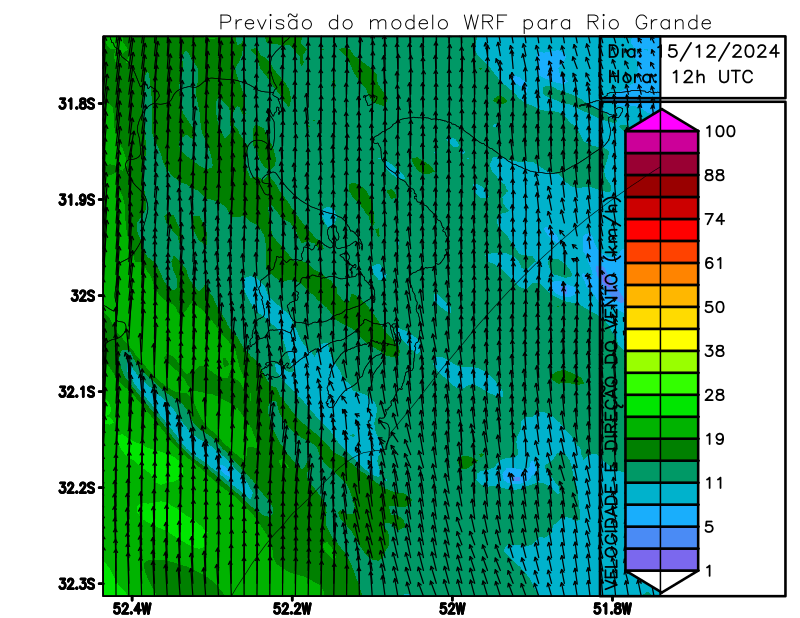 Previsão do modelo WRF para Rio Grande
Dia: 15/12/2024
Hora: 12h UTC
31.8S
31.9S
32S
32.1S
32.2S
32.3S
52.4W
52.2W
52W
51.8W
VELOCIDADE E DIREÇÃO DO VENTO (km/h)
100
88
74
61
50
38
28
19
11
5
1